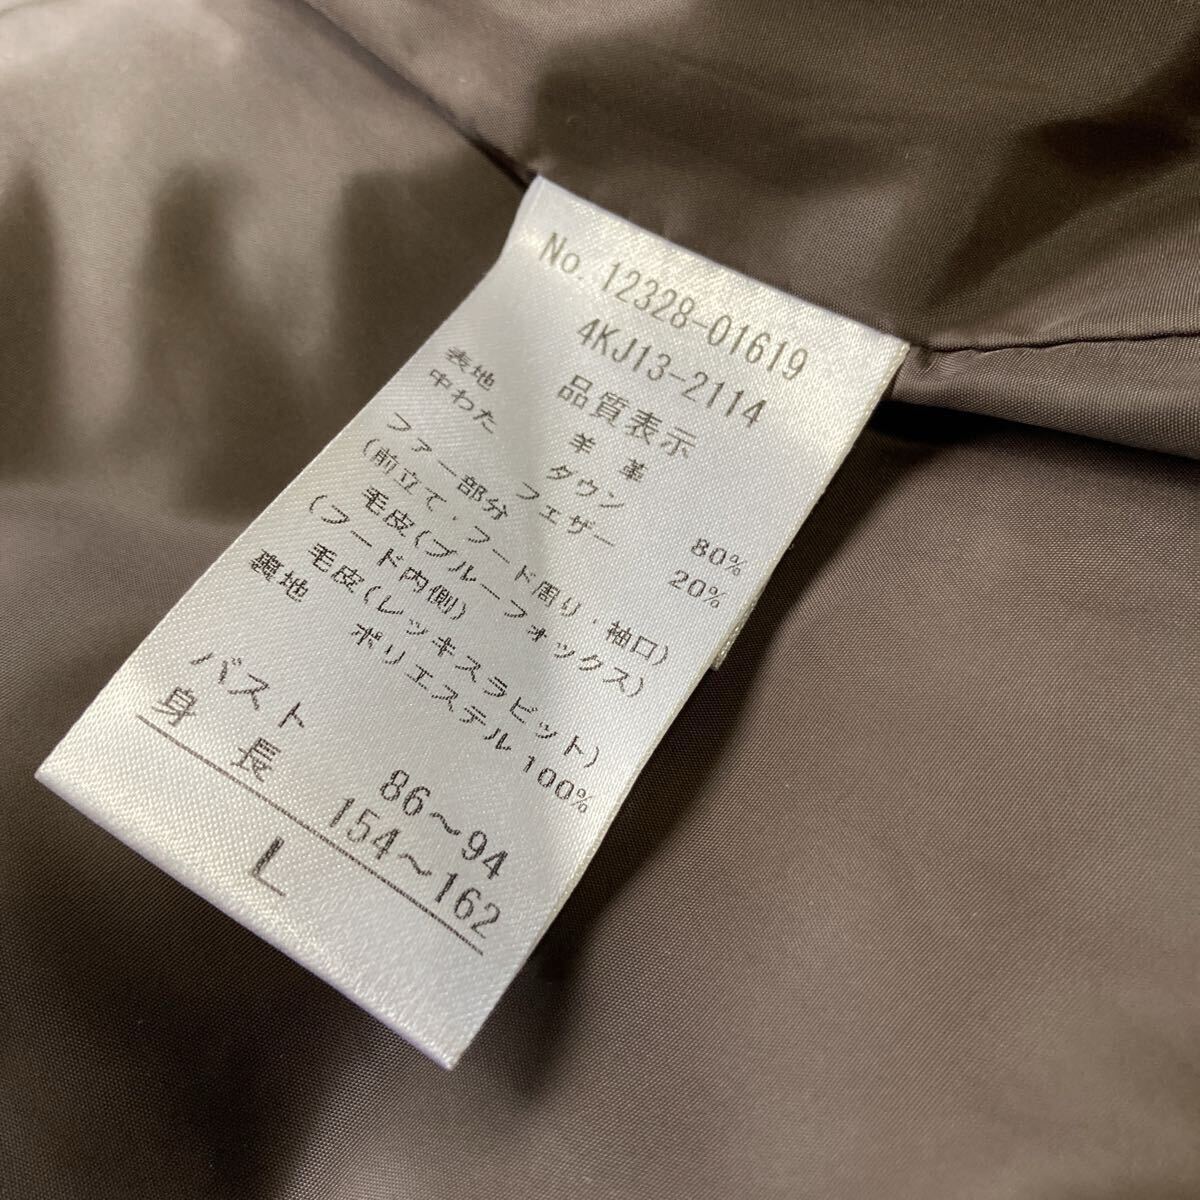 No. 12328-01619
4KJ13-2114
品質表示
表地 羊革
中わた ダウン 80%
フェザー 20%
ファー部分
(前立て・フード周り・袖口)
毛皮(ブルーフォックス)
(フード内側)
毛皮(レッキスラビット)
裏地 ポリエステル 100%
バスト 86～94
身長 154～162
L